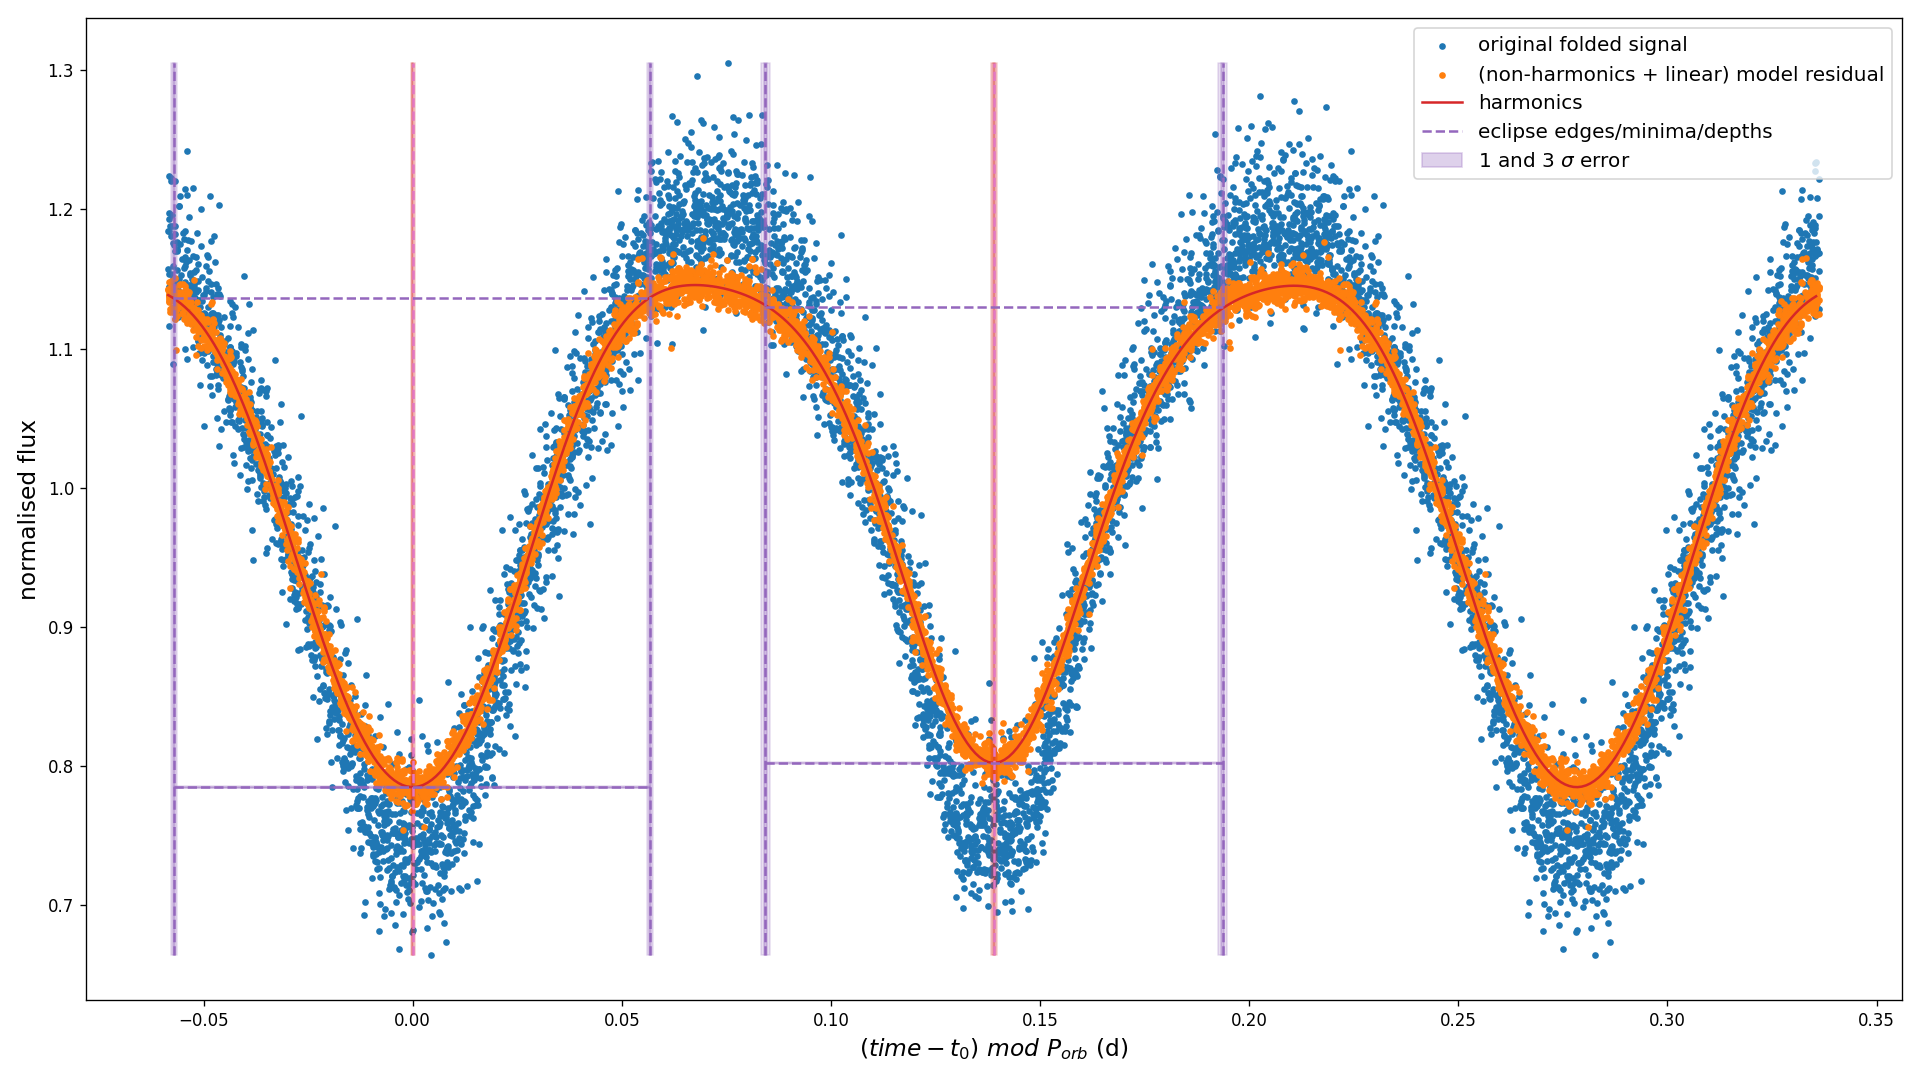 original folded signal
(non-harmonics + linear) model residual
harmonics
eclipse edges/minima/depths
1 and 3 σ error
normalised flux
1.3
1.2
1.1
1.0
0.9
0.8
0.7
−0.05
0.00
0.05
0.10
0.15
0.20
0.25
0.30
0.35
(time − t₀) mod Pₒᵣb (d)